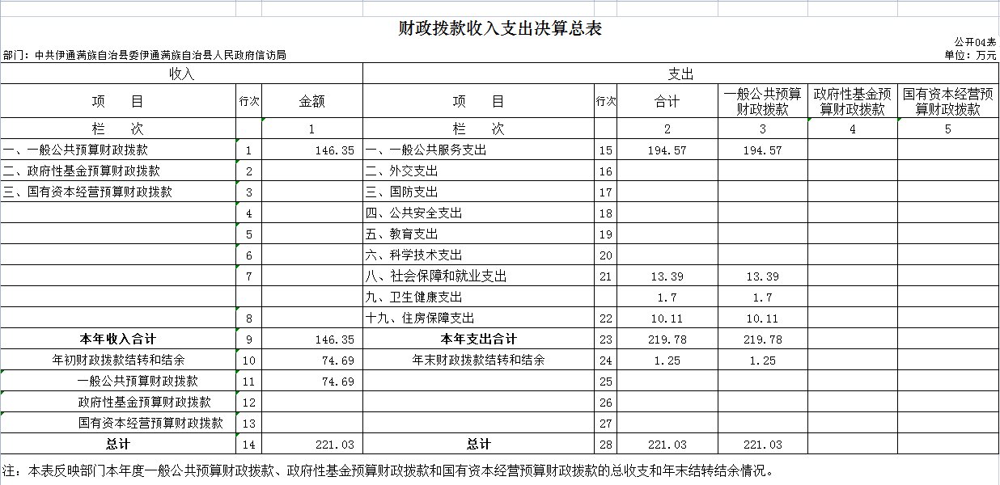 财政拨款收入支出决算总表
公开04表
部门：中共伊通满族自治县委伊通满族自治县人民政府信访局 单位：万元
收入 支出
项 目 行次 金额 项 目 行次 合计 一般公共预算财政拨款 政府性基金预算财政拨款 国有资本经营预算财政拨款
栏 次 1 栏 次 2 3 4 5
一、一般公共预算财政拨款 1 146.35 一、一般公共服务支出 15 194.57 194.57
二、政府性基金预算财政拨款 2 二、外交支出 16
三、国有资本经营预算财政拨款 3 三、国防支出 17
4 四、公共安全支出 18
5 五、教育支出 19
6 六、科学技术支出 20
7 八、社会保障和就业支出 21 13.39 13.39
九、卫生健康支出 1.7 1.7
8 十九、住房保障支出 22 10.11 10.11
本年收入合计 9 146.35 本年支出合计 23 219.78 219.78
年初财政拨款结转和结余 10 74.69 年末财政拨款结转和结余 24 1.25 1.25
一般公共预算财政拨款 11 74.69 25
政府性基金预算财政拨款 12 26
国有资本经营预算财政拨款 13 27
总计 14 221.03 总计 28 221.03 221.03
注：本表反映部门本年度一般公共预算财政拨款、政府性基金预算财政拨款和国有资本经营预算财政拨款的总收支和年末结转结余情况。